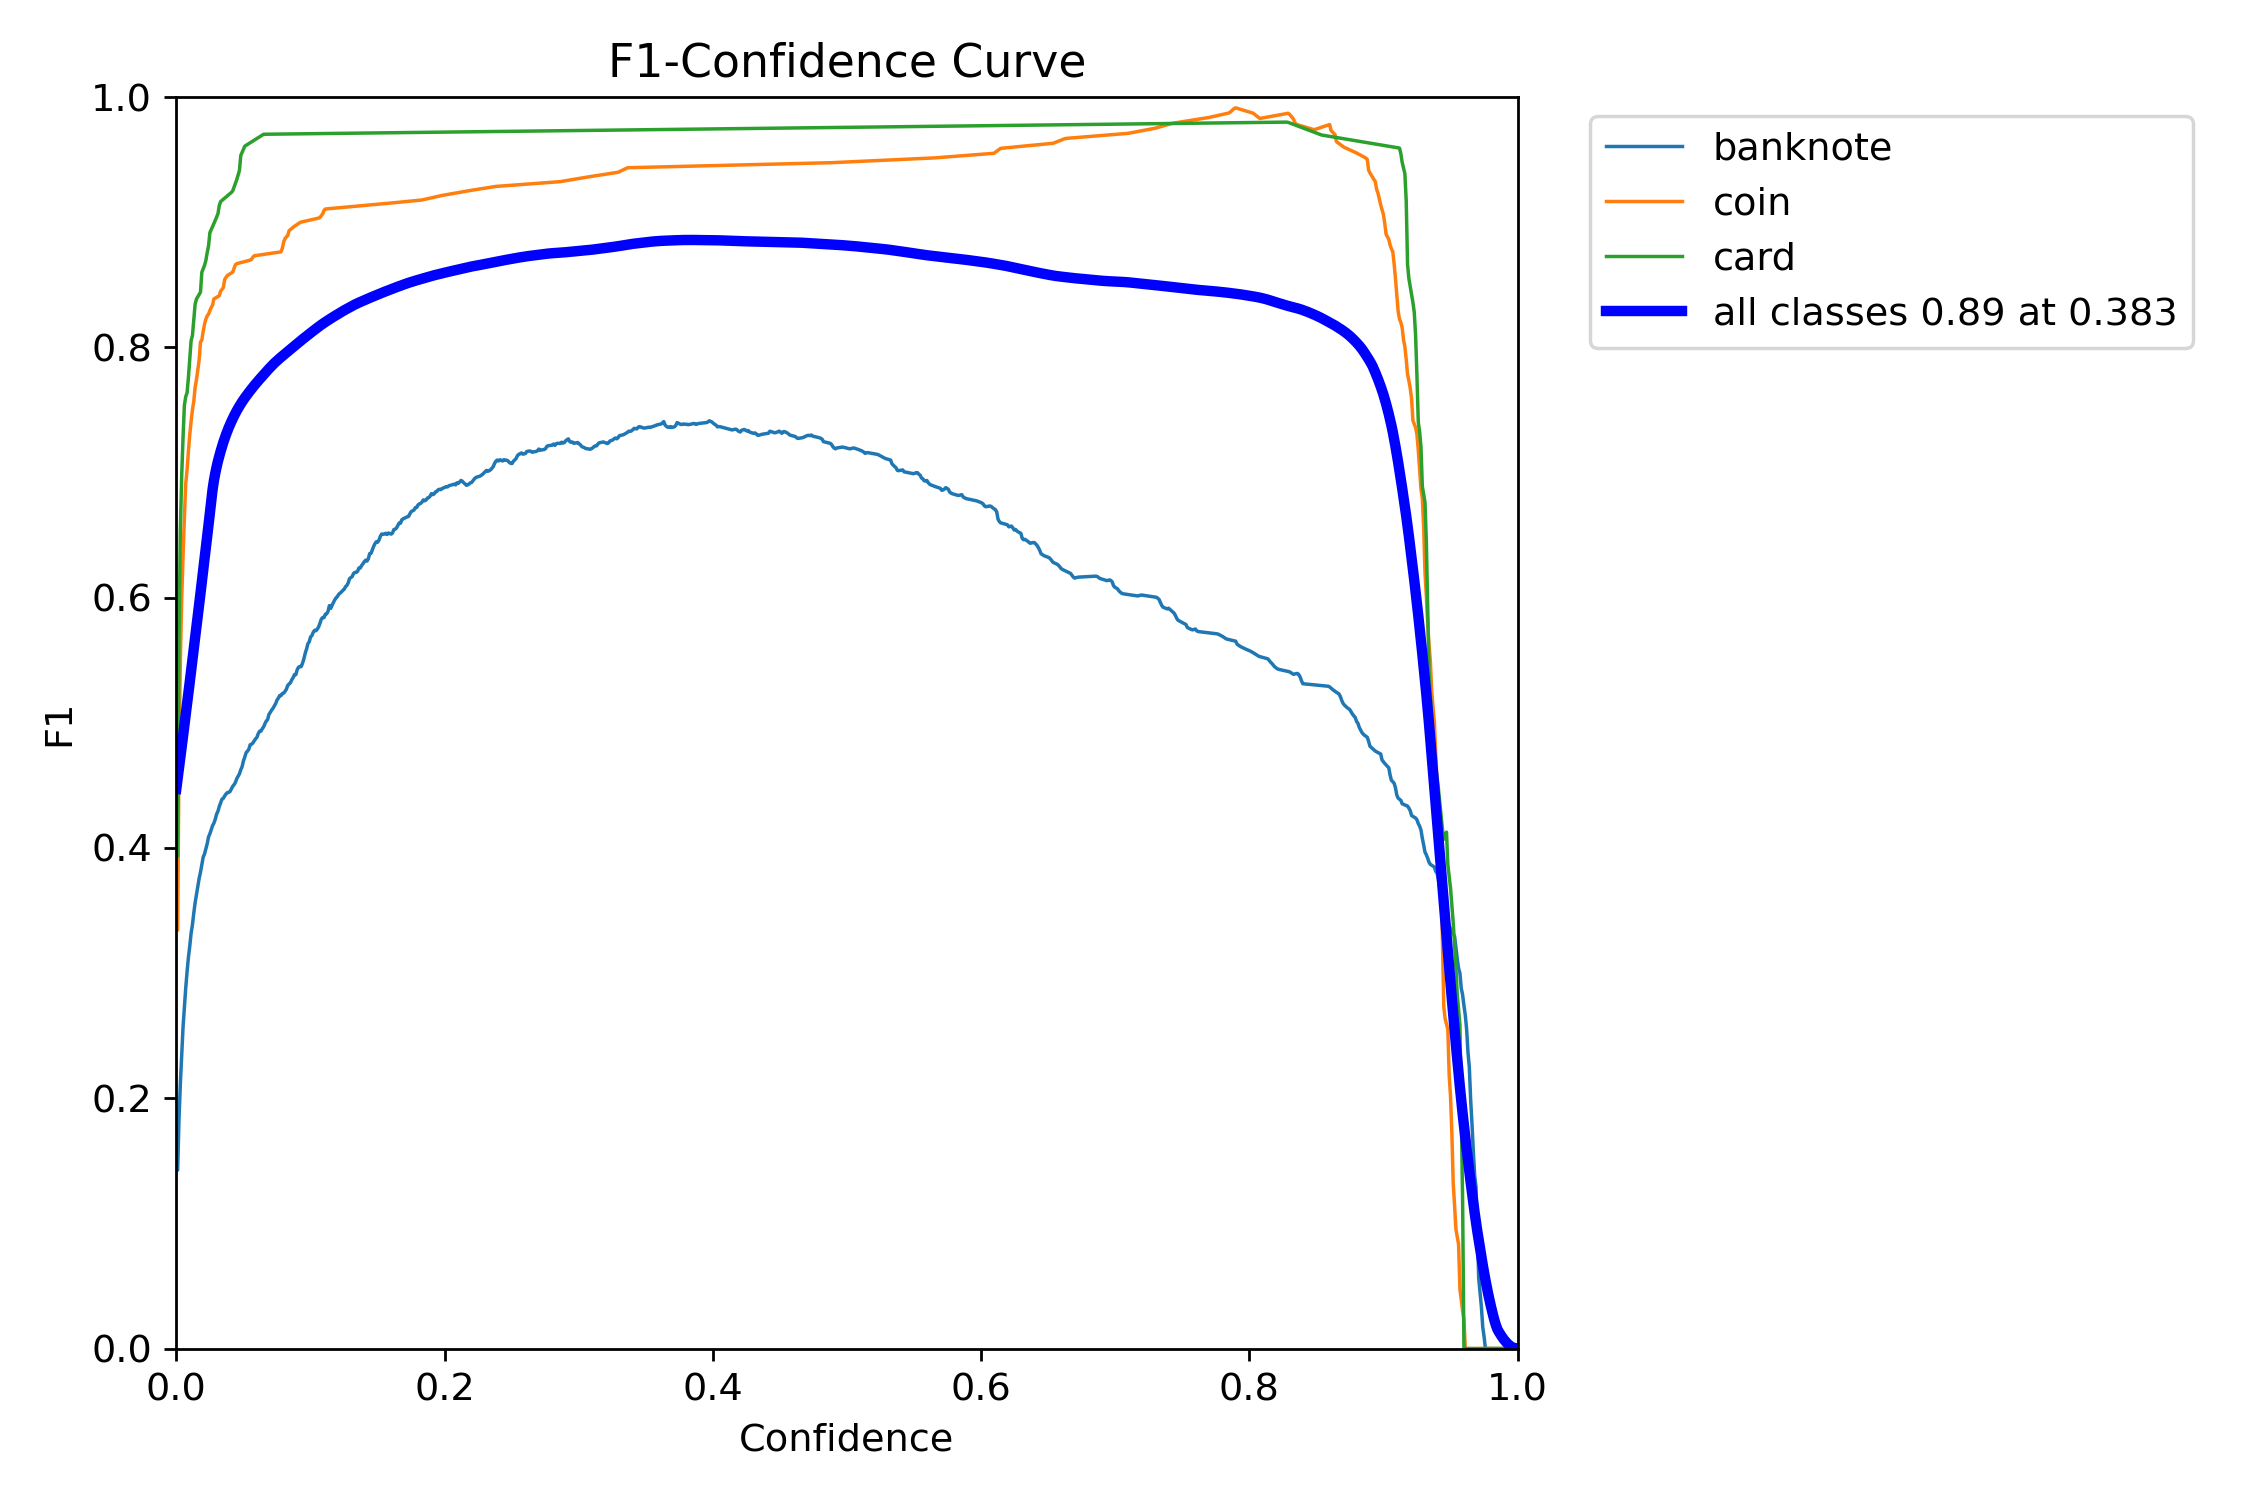 F1-Confidence Curve
1.0
0.8
0.6
0.4
0.2
0.0
F1
0.0 0.2 0.4 0.6 0.8 1.0
Confidence
banknote
coin
card
all classes 0.89 at 0.383